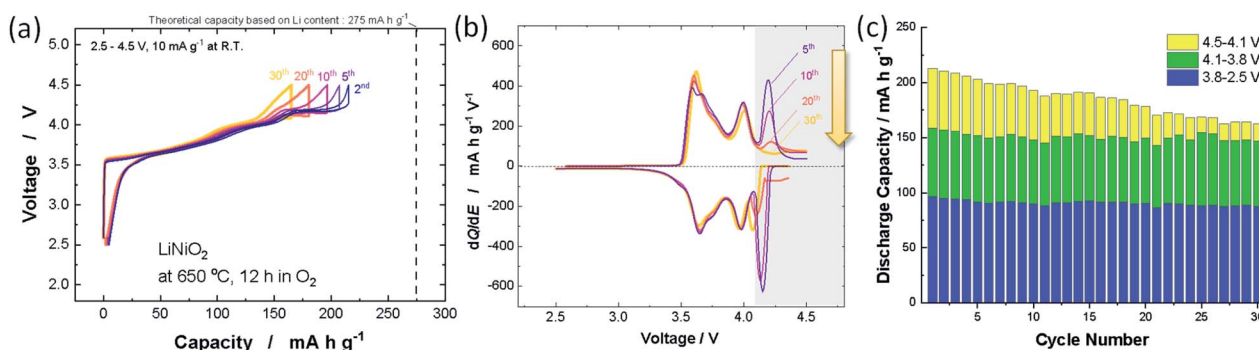 Theoretical capacity based on Li content : 275 mA h g⁻¹
(a)
2.5 - 4.5 V, 10 mA g⁻¹ at R.T.
30th 20th 10th 5th
2nd
LiNiO₂
at 650 ºC, 12 h in O₂
5.0
4.5
4.0
3.5
3.0
2.5
2.0
Voltage / V
0 50 100 150 200 250 300
Capacity / mA h g⁻¹
(b)
600
400
200
0
-200
-400
-600
dQ/dE / mA h g⁻¹ V⁻¹
5th
10th
20th
30th
2.5 3.0 3.5 4.0 4.5
Voltage / V
(c)
4.5-4.1 V
4.1-3.8 V
3.8-2.5 V
250
200
150
100
50
0
Discharge Capacity / mA h g⁻¹
5 10 15 20 25 30
Cycle Number